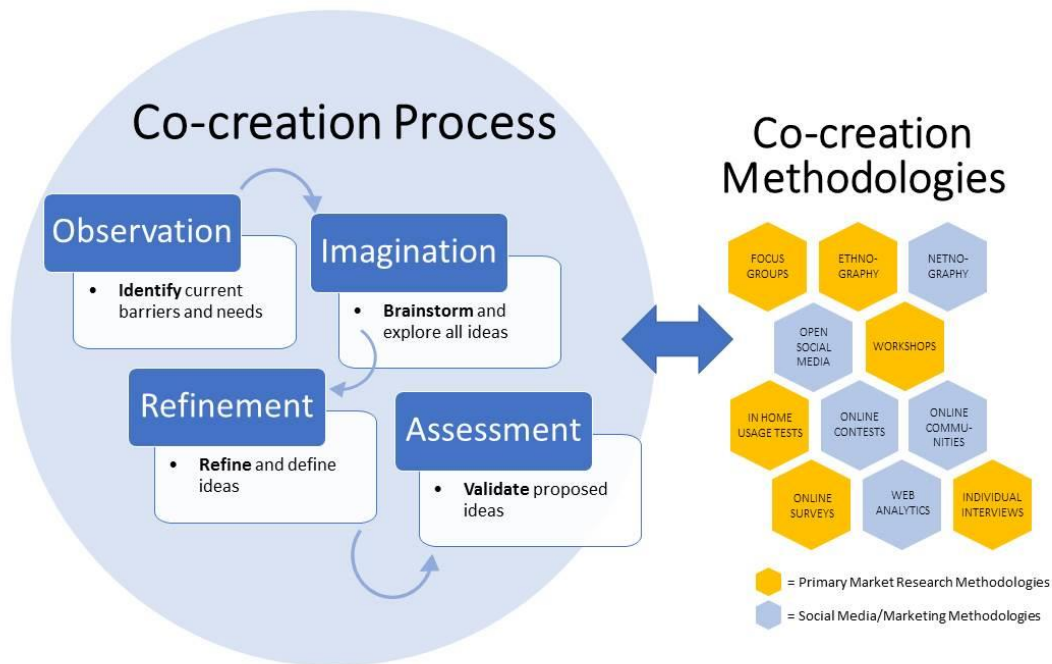 Co-creation Process
Observation
• Identify current
barriers and needs
Imagination
• Brainstorm and
explore all ideas
Refinement
• Refine and define
ideas
Assessment
• Validate proposed
ideas
Co-creation
Methodologies
FOCUS
GROUPS
ETHNO-
GRAPHY
NETNO-
GRAPHY
OPEN
SOCIAL
MEDIA
WORKSHOPS
IN HOME
USAGE TESTS
ONLINE
CONTESTS
ONLINE
COMMU-
NITIES
ONLINE
SURVEYS
WEB
ANALYTICS
INDIVIDUAL
INTERVIEWS
= Primary Market Research Methodologies
= Social Media/Marketing Methodologies